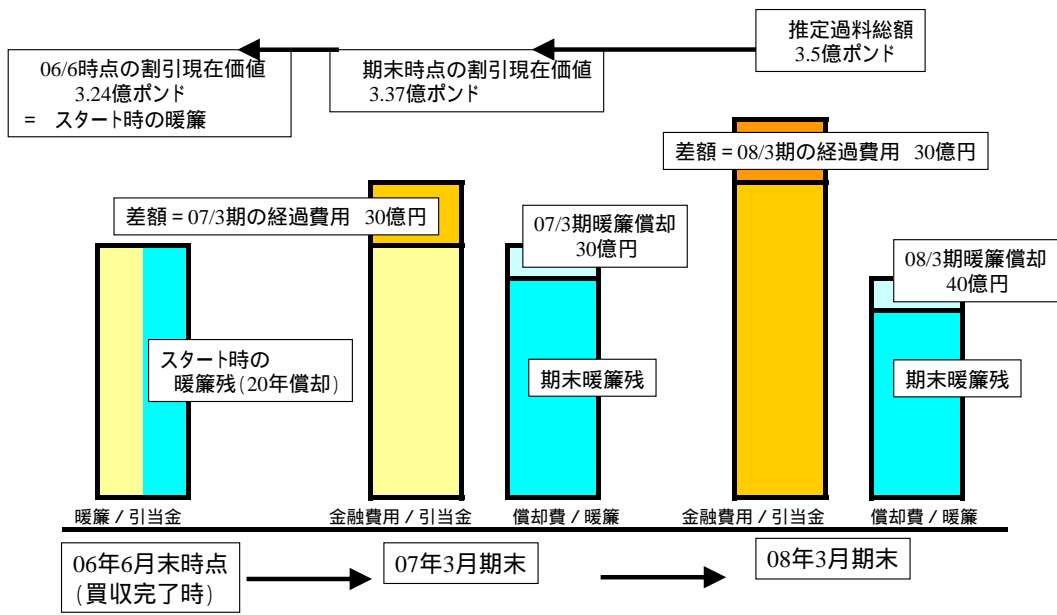 推定過料総額
3.5億ポンド
06/6時点の割引現在価値
3.24億ポンド
= スタート時の暖簾
期末時点の割引現在価値
3.37億ポンド
差額=08/3期の経過費用 30億円
差額=07/3期の経過費用 30億円
07/3期暖簾償却
30億円
08/3期暖簾償却
40億円
スタート時の
暖簾残(20年償却)
期末暖簾残
期末暖簾残
暖簾/引当金
金融費用/引当金
償却費/暖簾
金融費用/引当金
償却費/暖簾
06年6月末時点
(買収完了時)
07年3月期末
08年3月期末